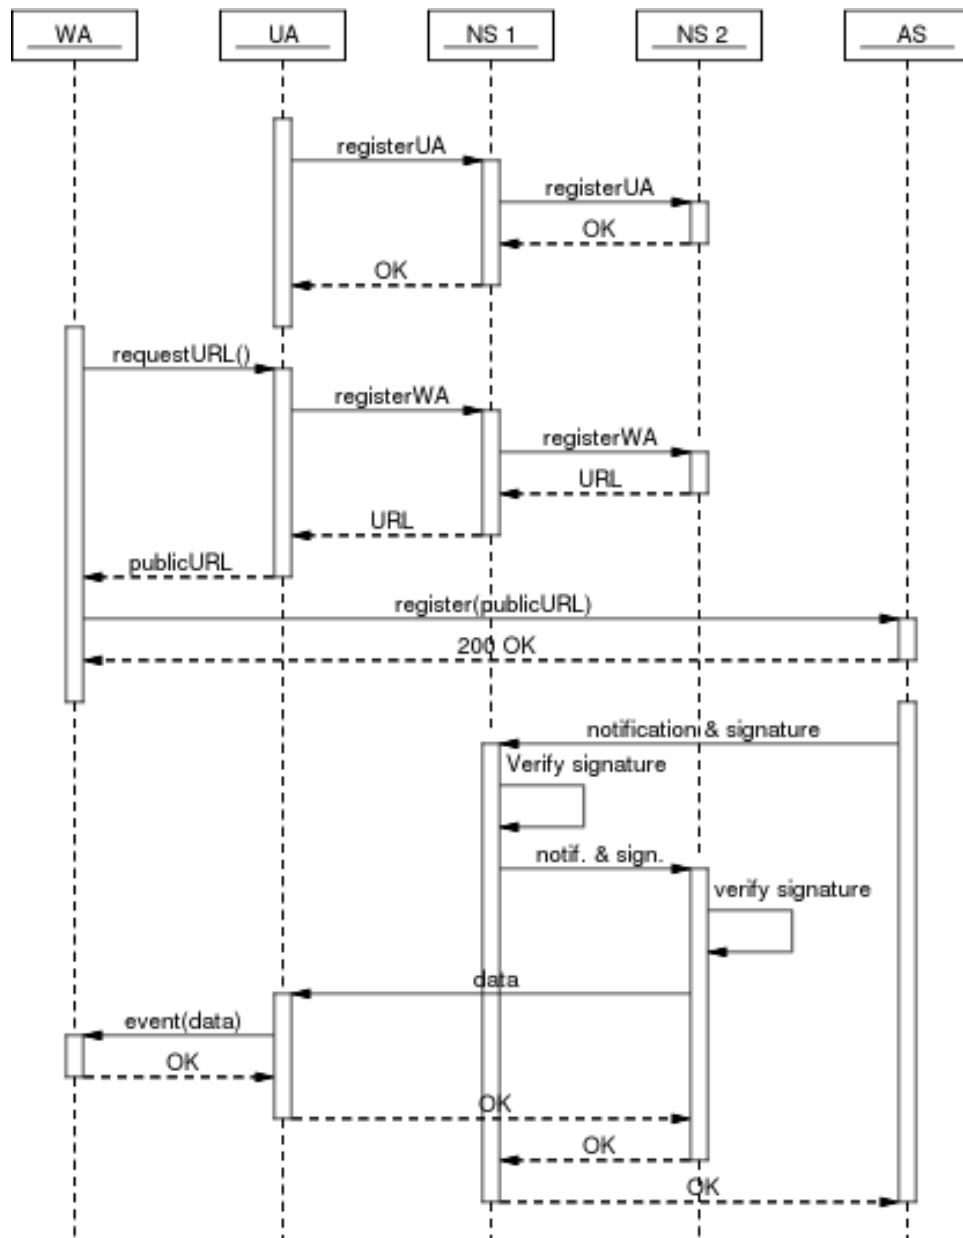 WA UA NS 1 NS 2 AS
registerUA
registerUA
OK
OK
requestURL()
registerWA
registerWA
URL
URL
publicURL
register(publicURL)
200 OK
notification & signature
Verify signature
notif. & sign.
verify signature
data
event(data)
OK
OK
OK
OK